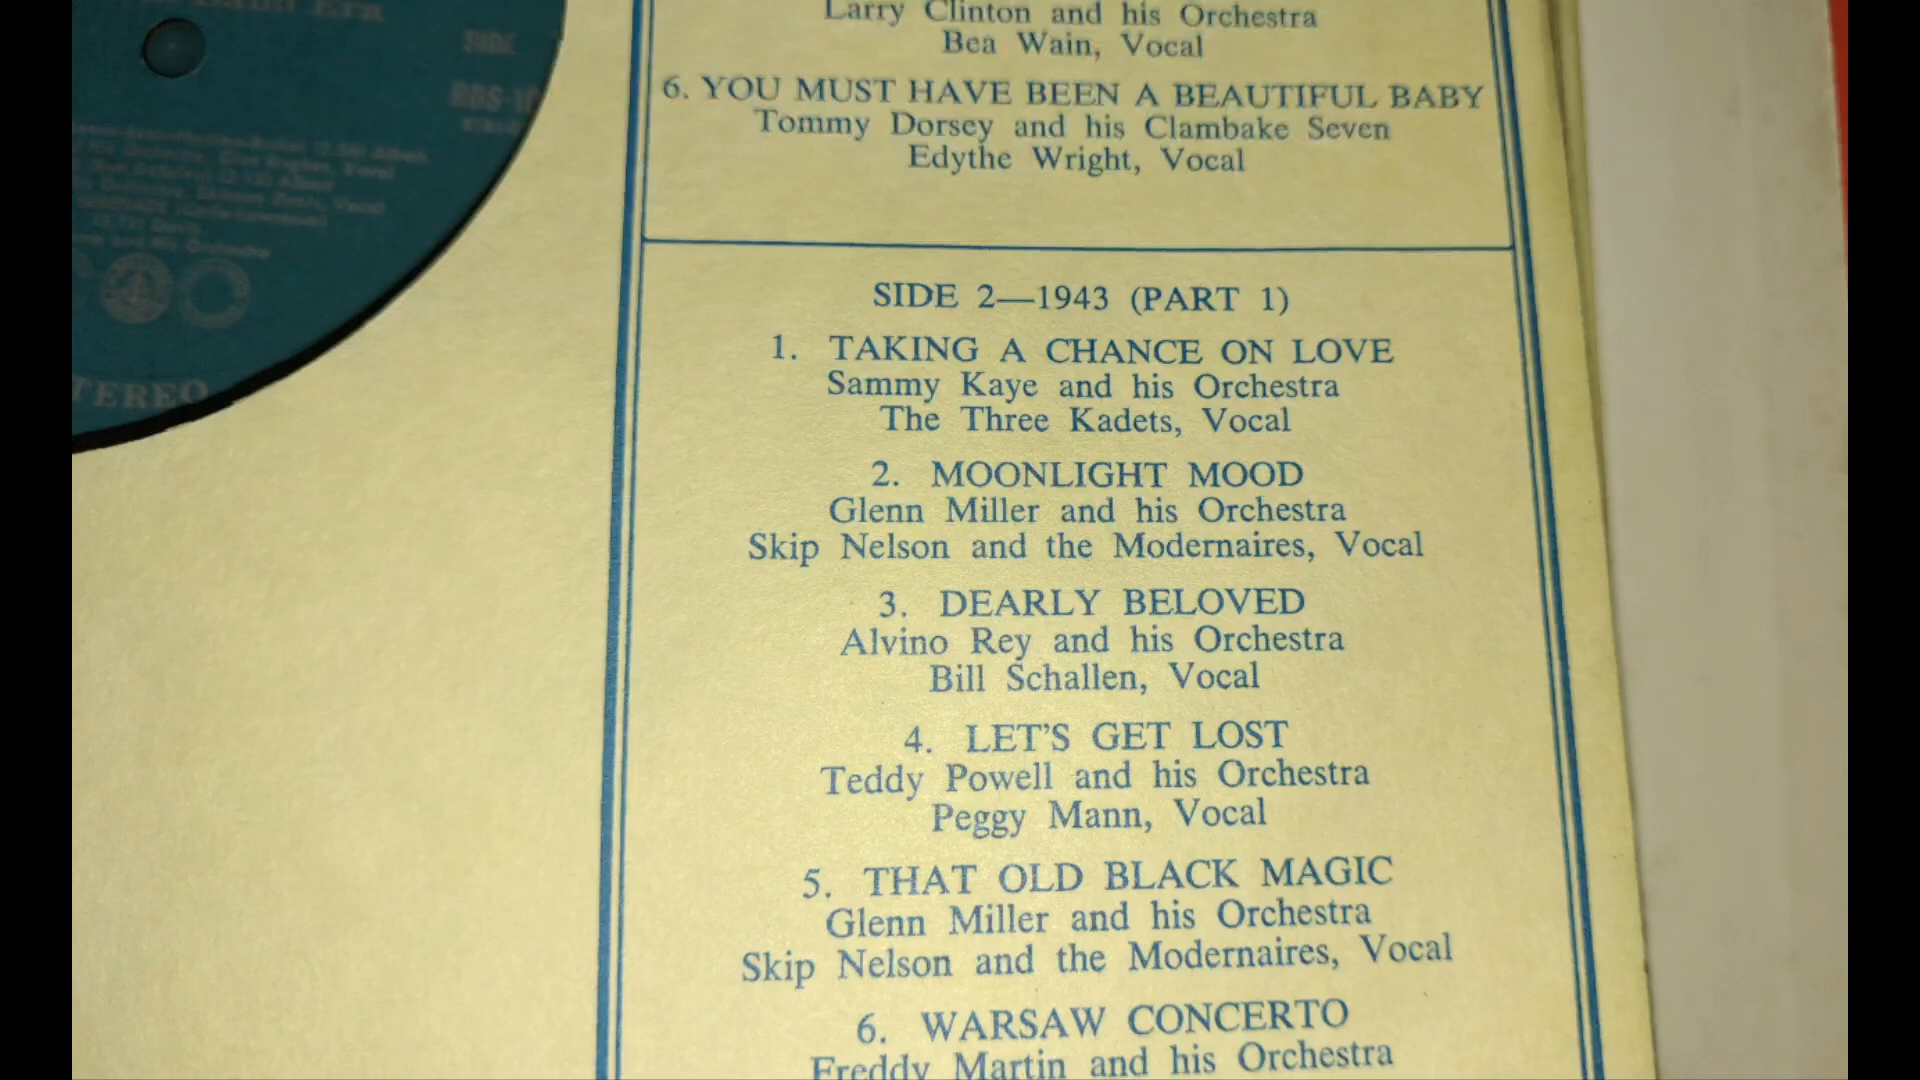 Band Era
SIDE
STEREO
Larry Clinton and his Orchestra
Bea Wain, Vocal
6. YOU MUST HAVE BEEN A BEAUTIFUL BABY
Tommy Dorsey and his Clambake Seven
Edythe Wright, Vocal
SIDE 2—1943 (PART 1)
1. TAKING A CHANCE ON LOVE
Sammy Kaye and his Orchestra
The Three Kadets, Vocal
2. MOONLIGHT MOOD
Glenn Miller and his Orchestra
Skip Nelson and the Modernaires, Vocal
3. DEARLY BELOVED
Alvino Rey and his Orchestra
Bill Schallen, Vocal
4. LET'S GET LOST
Teddy Powell and his Orchestra
Peggy Mann, Vocal
5. THAT OLD BLACK MAGIC
Glenn Miller and his Orchestra
Skip Nelson and the Modernaires, Vocal
6. WARSAW CONCERTO
Freddy Martin and his Orchestra